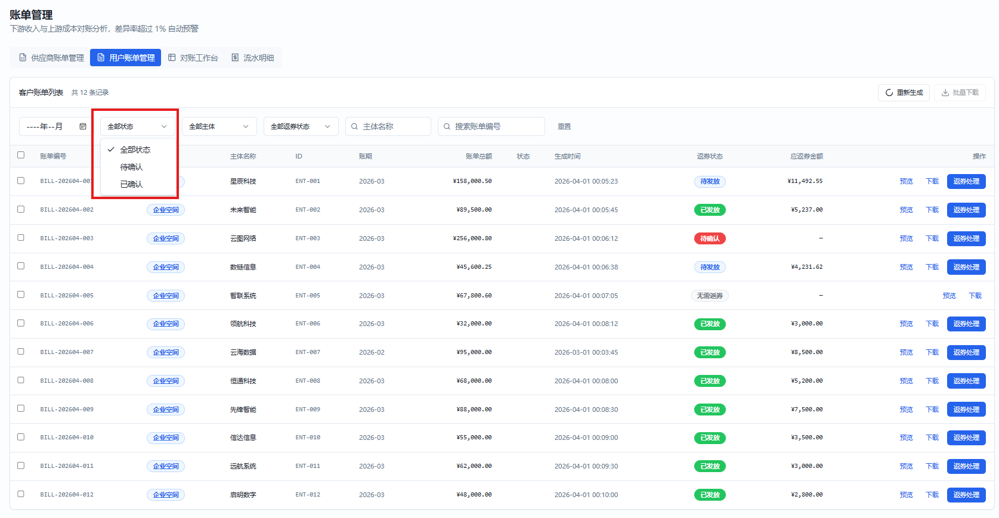 账单管理
下游收入与上游成本对账分析，差异率超过 1% 自动预警
供应商账单管理 用户账单管理 对账工作台 流水明细
客户账单列表 共 12 条记录 重新生成 批量下载
----年--月 全部状态 全部主体 全部返券状态 主体名称 搜索账单编号 重置
全部状态
待确认
已确认
账单编号 主体名称 ID 账期 账单总额 状态 生成时间 返券状态 应返券金额 操作
BILL-202604-001 星辰科技 ENT-001 2026-03 ¥158,000.50 2026-04-01 00:05:23 待发放 ¥11,492.55 预览 下载 返券处理
BILL-202604-002 企业空间 未来智能 ENT-002 2026-03 ¥89,500.00 2026-04-01 00:05:45 已发放 ¥5,237.00 预览 下载 返券处理
BILL-202604-003 企业空间 云图网络 ENT-003 2026-03 ¥256,000.80 2026-04-01 00:06:12 待确认 — 预览 下载 返券处理
BILL-202604-004 企业空间 数链信息 ENT-004 2026-03 ¥45,600.25 2026-04-01 00:06:38 待发放 ¥4,231.62 预览 下载 返券处理
BILL-202604-005 企业空间 智联系统 ENT-005 2026-03 ¥67,800.60 2026-04-01 00:07:05 无需返券 — 预览 下载
BILL-202604-006 企业空间 领航科技 ENT-006 2026-03 ¥32,000.00 2026-04-01 00:08:12 已发放 ¥3,000.00 预览 下载 返券处理
BILL-202604-007 企业空间 云海数据 ENT-007 2026-02 ¥95,000.00 2026-03-01 00:03:45 已发放 ¥8,500.00 预览 下载 返券处理
BILL-202604-008 企业空间 恒通科技 ENT-008 2026-03 ¥68,000.00 2026-04-01 00:08:00 已发放 ¥5,200.00 预览 下载 返券处理
BILL-202604-009 企业空间 先锋智能 ENT-009 2026-03 ¥88,000.00 2026-04-01 00:08:30 已发放 ¥7,500.00 预览 下载 返券处理
BILL-202604-010 企业空间 信达信息 ENT-010 2026-03 ¥55,000.00 2026-04-01 00:09:00 已发放 ¥3,500.00 预览 下载 返券处理
BILL-202604-011 企业空间 远航系统 ENT-011 2026-03 ¥62,000.00 2026-04-01 00:09:30 已发放 ¥3,000.00 预览 下载 返券处理
BILL-202604-012 企业空间 启明数字 ENT-012 2026-03 ¥48,000.00 2026-04-01 00:10:00 已发放 ¥2,800.00 预览 下载 返券处理